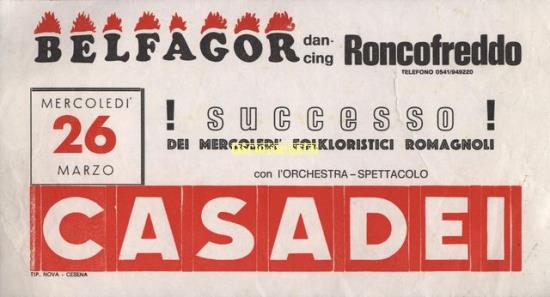 BELFAGOR dan-
cing Roncofreddo
TELEFONO 0541/949220
MERCOLEDI'
26
MARZO
! successo !
DEI MERCOLEDI' FOLKLORISTICI ROMAGNOLI
con l'ORCHESTRA-SPETTACOLO
CASADEI
TIP. NOVA - CESENA